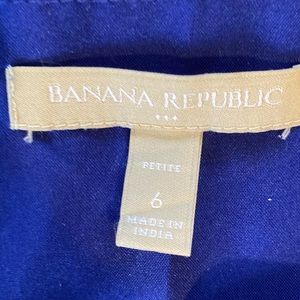 BANANA REPUBLIC
PETITE
6
MADE IN
INDIA